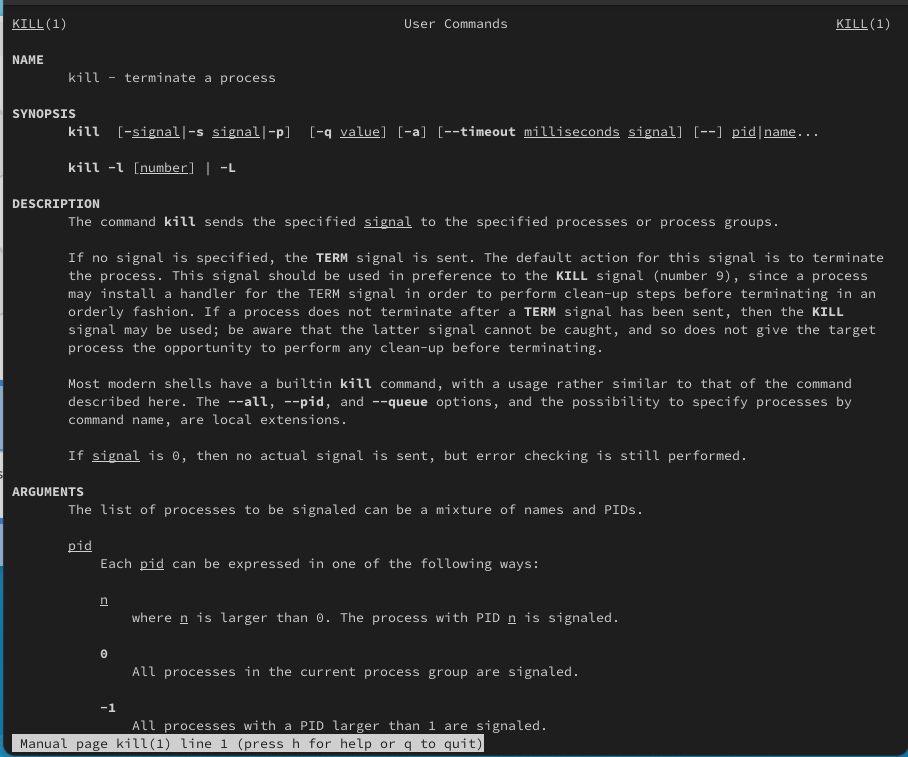 KILL(1) User Commands KILL(1)
NAME
kill - terminate a process
SYNOPSIS
kill [-signal|-s signal|-p] [-q value] [-a] [--timeout milliseconds signal] [--] pid|name...
kill -l [number] | -L
DESCRIPTION
The command kill sends the specified signal to the specified processes or process groups.
If no signal is specified, the TERM signal is sent. The default action for this signal is to terminate
the process. This signal should be used in preference to the KILL signal (number 9), since a process
may install a handler for the TERM signal in order to perform clean-up steps before terminating in an
orderly fashion. If a process does not terminate after a TERM signal has been sent, then the KILL
signal may be used; be aware that the latter signal cannot be caught, and so does not give the target
process the opportunity to perform any clean-up before terminating.
Most modern shells have a builtin kill command, with a usage rather similar to that of the command
described here. The --all, --pid, and --queue options, and the possibility to specify processes by
command name, are local extensions.
If signal is 0, then no actual signal is sent, but error checking is still performed.
ARGUMENTS
The list of processes to be signaled can be a mixture of names and PIDs.
pid
Each pid can be expressed in one of the following ways:
n
where n is larger than 0. The process with PID n is signaled.
0
All processes in the current process group are signaled.
-1
All processes with a PID larger than 1 are signaled.
Manual page kill(1) line 1 (press h for help or q to quit)